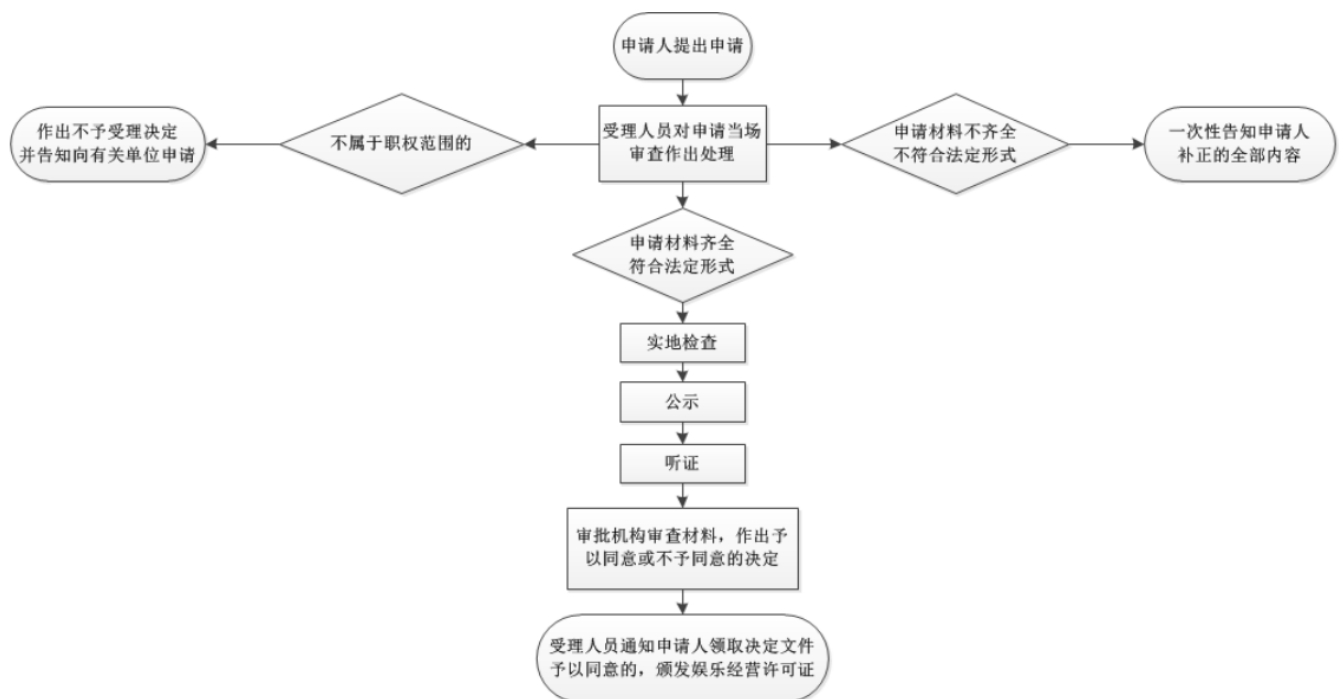 申请人提出申请
作出不予受理决定
并告知向有关单位申请
不属于职权范围的
受理人员对申请当场
审查作出处理
申请材料不齐全
不符合法定形式
一次性告知申请人
补正的全部内容
申请材料齐全
符合法定形式
实地检查
公示
听证
审批机构审查材料，作出予
以同意或不予同意的决定
受理人员通知申请人领取决定文件
予以同意的，颁发娱乐经营许可证